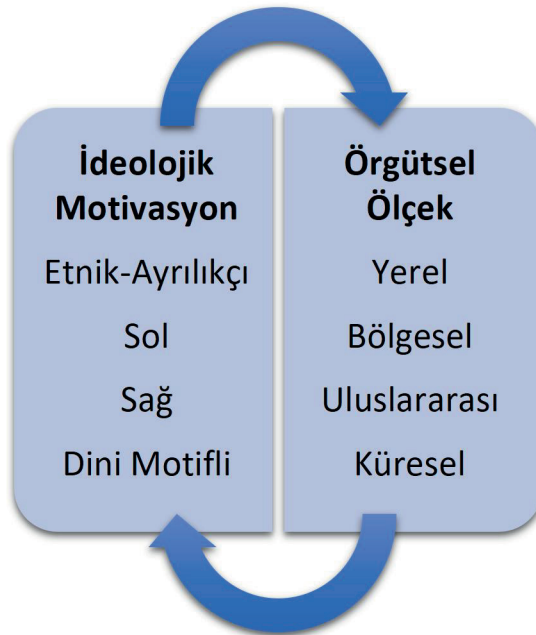 İdeolojik
Motivasyon
Etnik-Ayrılıkçı
Sol
Sağ
Dini Motifli
Örgütsel
Ölçek
Yerel
Bölgesel
Uluslararası
Küresel